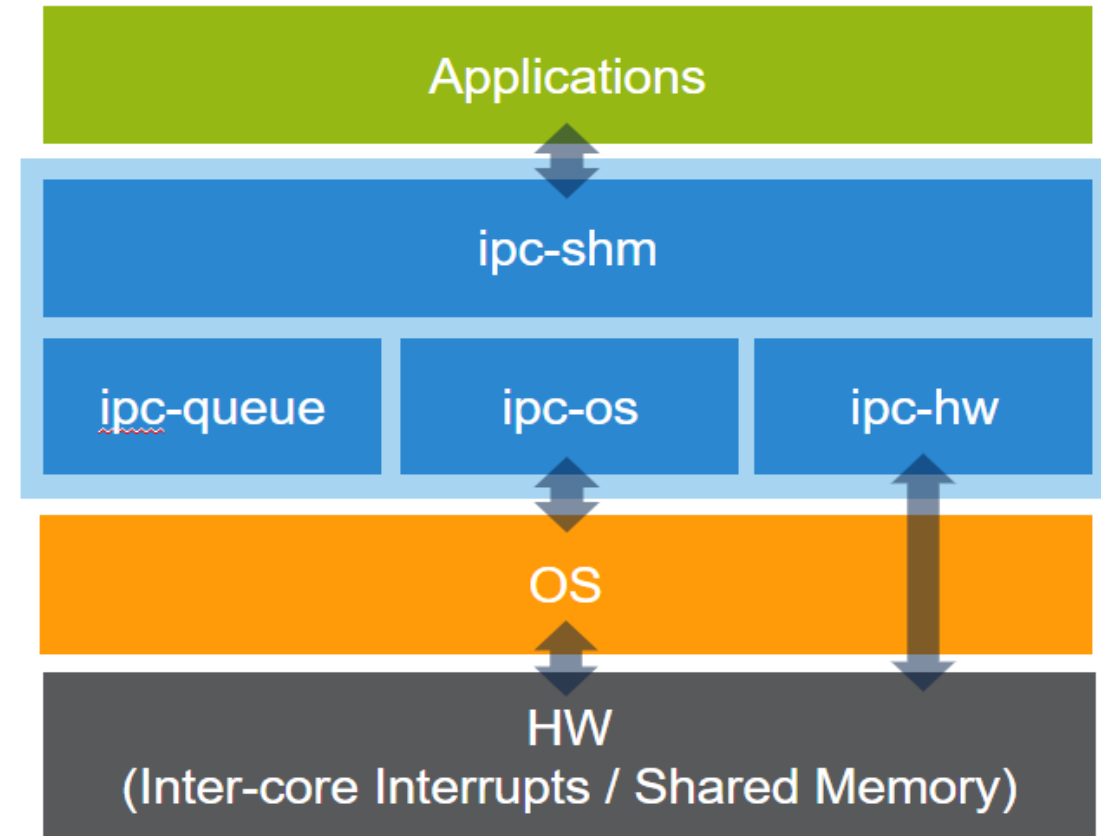 Applications
ipc-shm
ipc-queue
ipc-os
ipc-hw
OS
HW
(Inter-core Interrupts / Shared Memory)